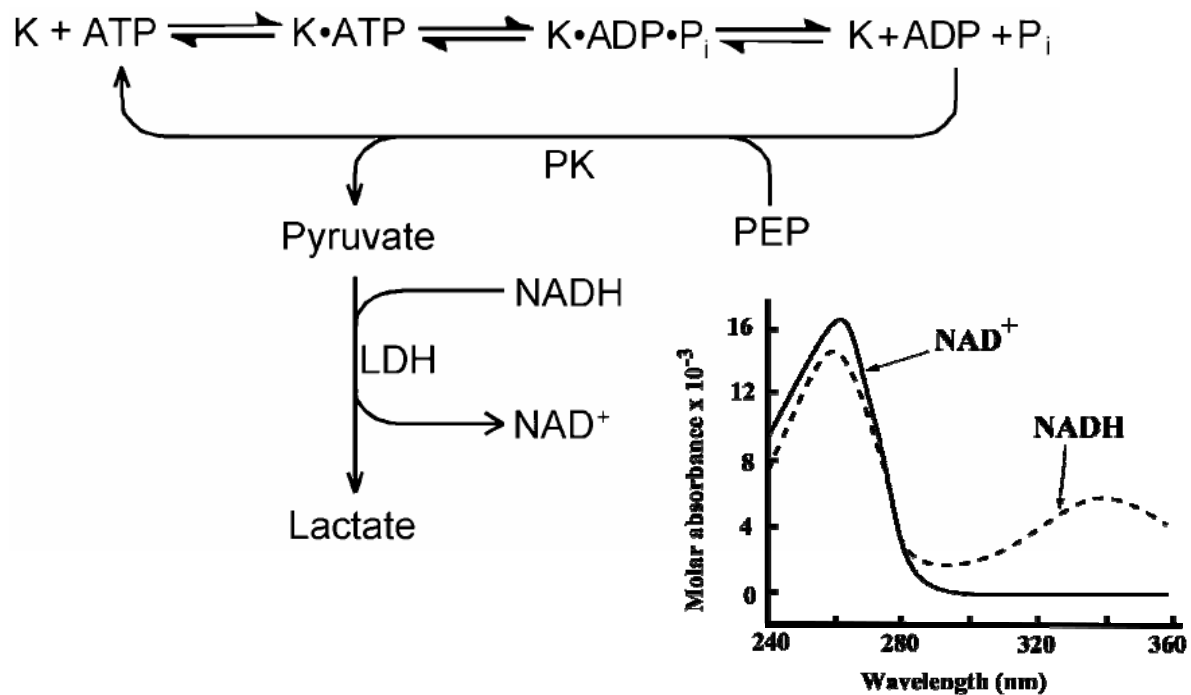 K + ATP ⇌ K•ATP ⇌ K•ADP•Pi ⇌ K+ADP +Pi
PK
Pyruvate
PEP
NADH
LDH
NAD+
Lactate
16
12
8
4
0
Molar absorbance x 10-3
NAD+
NADH
240
280
320
360
Wavelength (nm)